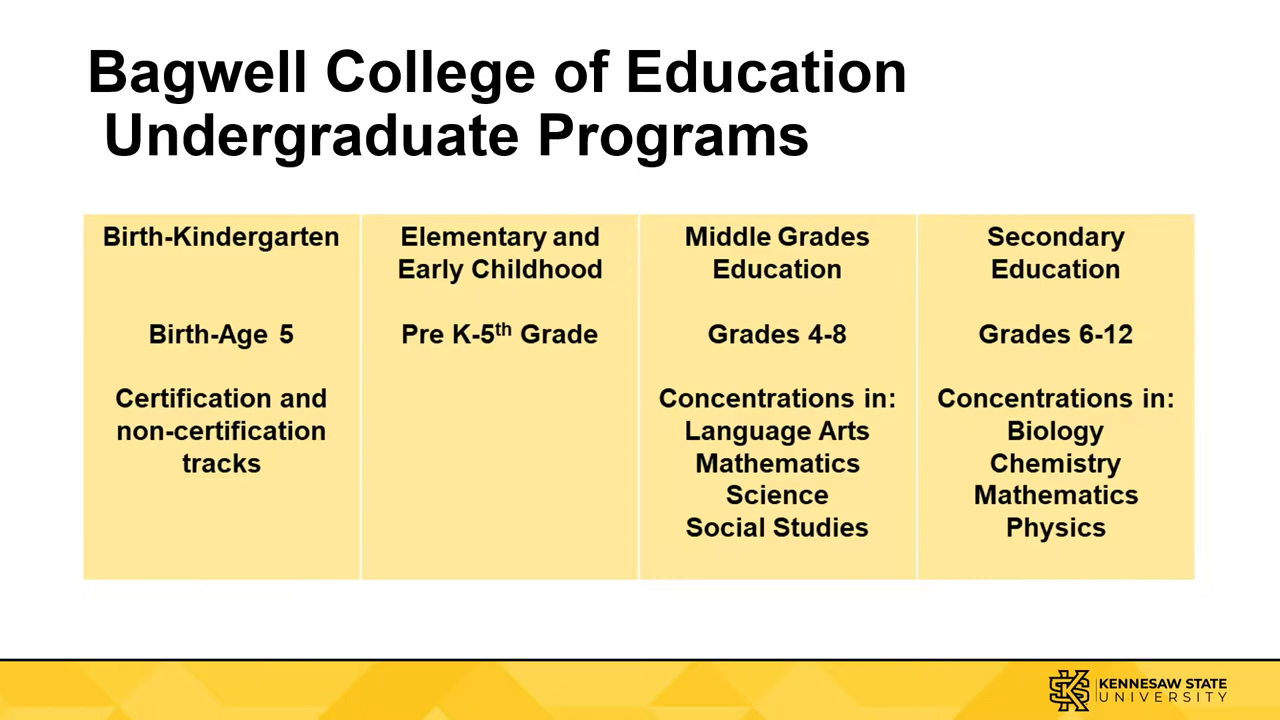 Bagwell College of Education
Undergraduate Programs
Birth-Kindergarten
Birth-Age 5
Certification and
non-certification
tracks
Elementary and
Early Childhood
Pre K-5th Grade
Middle Grades
Education
Grades 4-8
Concentrations in:
Language Arts
Mathematics
Science
Social Studies
Secondary
Education
Grades 6-12
Concentrations in:
Biology
Chemistry
Mathematics
Physics
KENNESAW STATE
UNIVERSITY